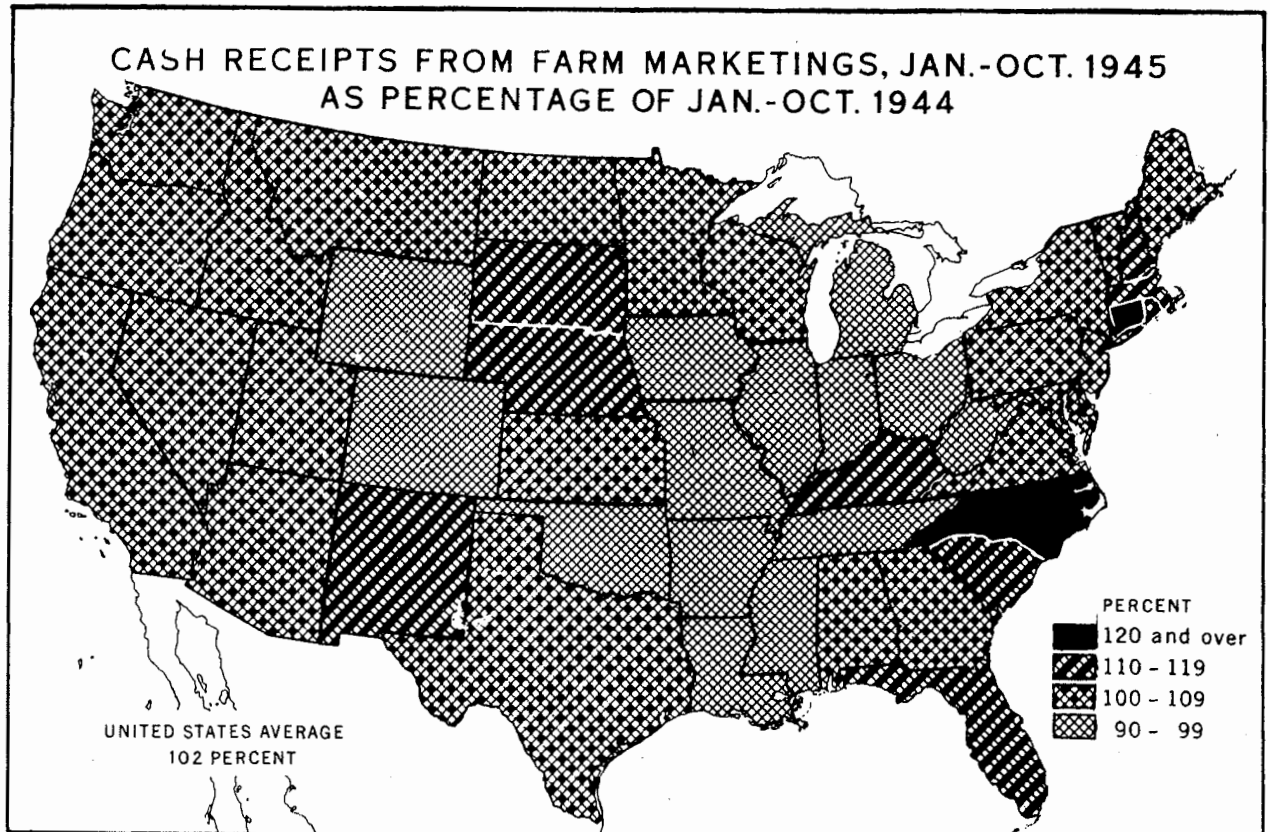 CASH RECEIPTS FROM FARM MARKETINGS, JAN.-OCT. 1945
AS PERCENTAGE OF JAN.-OCT. 1944
PERCENT
120 and over
110 - 119
100 - 109
90 - 99
UNITED STATES AVERAGE
102 PERCENT